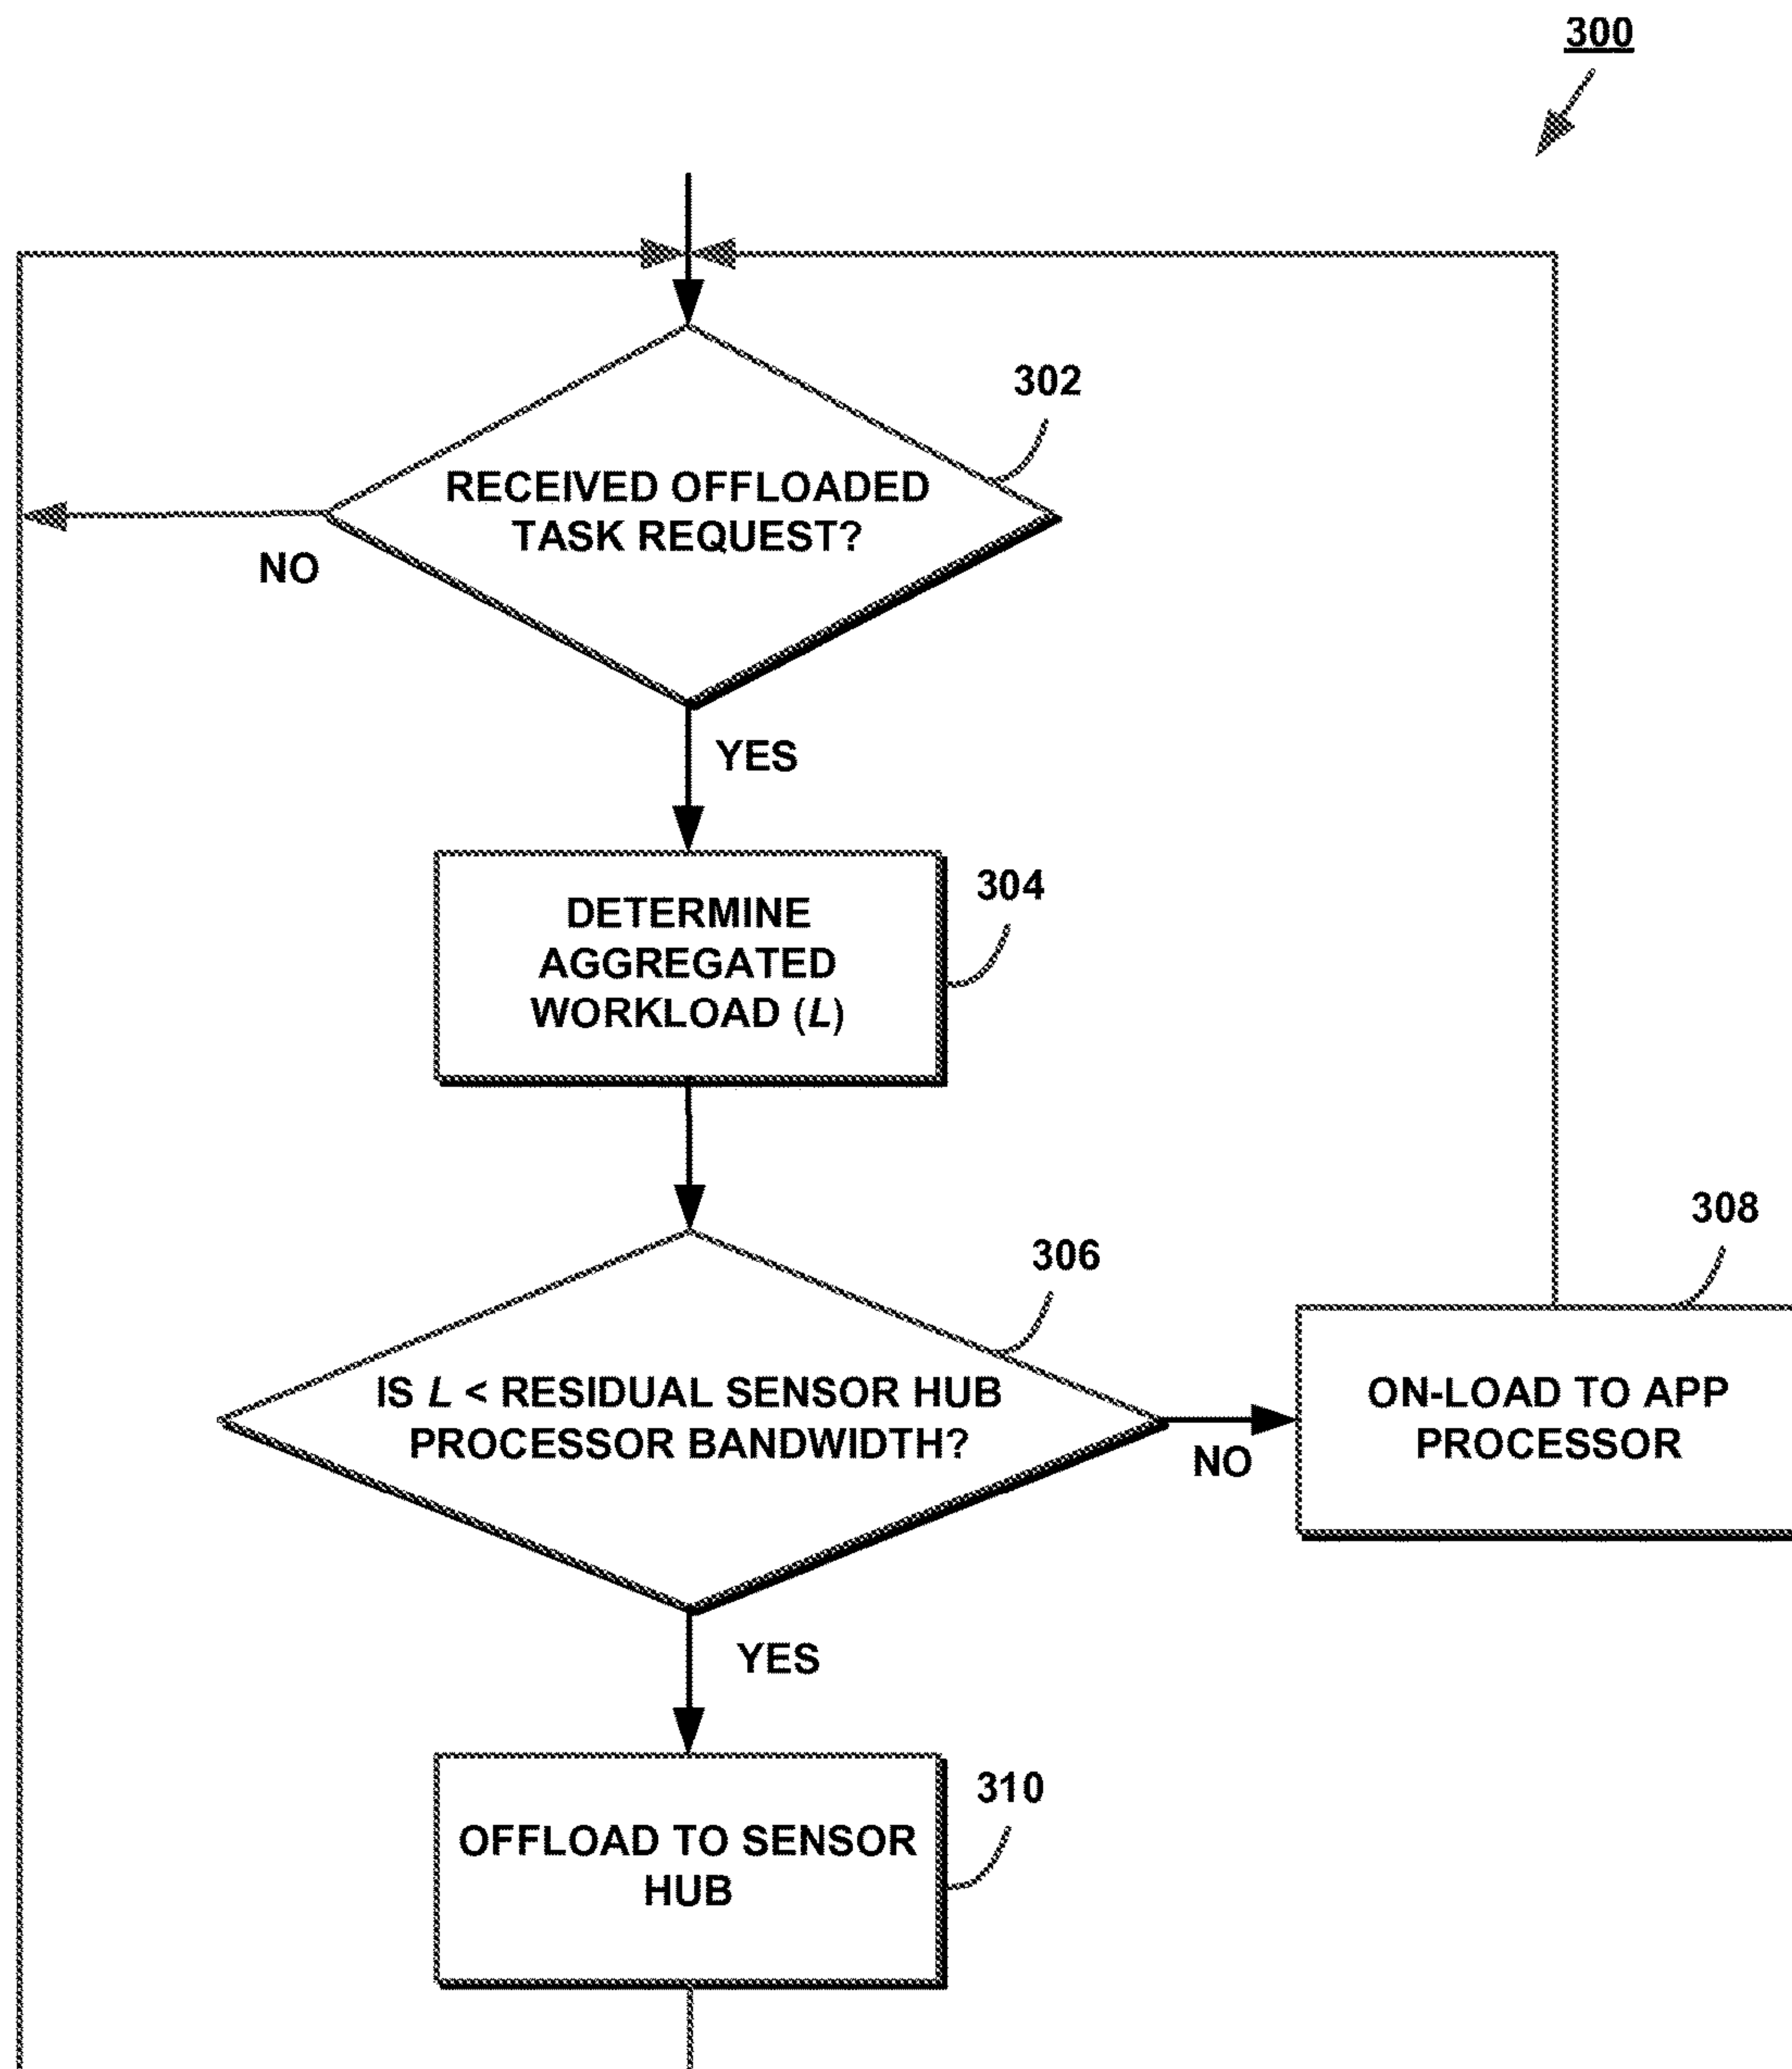 300
302
RECEIVED OFFLOADED
TASK REQUEST?
NO
YES
304
DETERMINE
AGGREGATED
WORKLOAD (L)
306
IS L < RESIDUAL SENSOR HUB
PROCESSOR BANDWIDTH?
NO
308
ON-LOAD TO APP
PROCESSOR
YES
310
OFFLOAD TO SENSOR
HUB